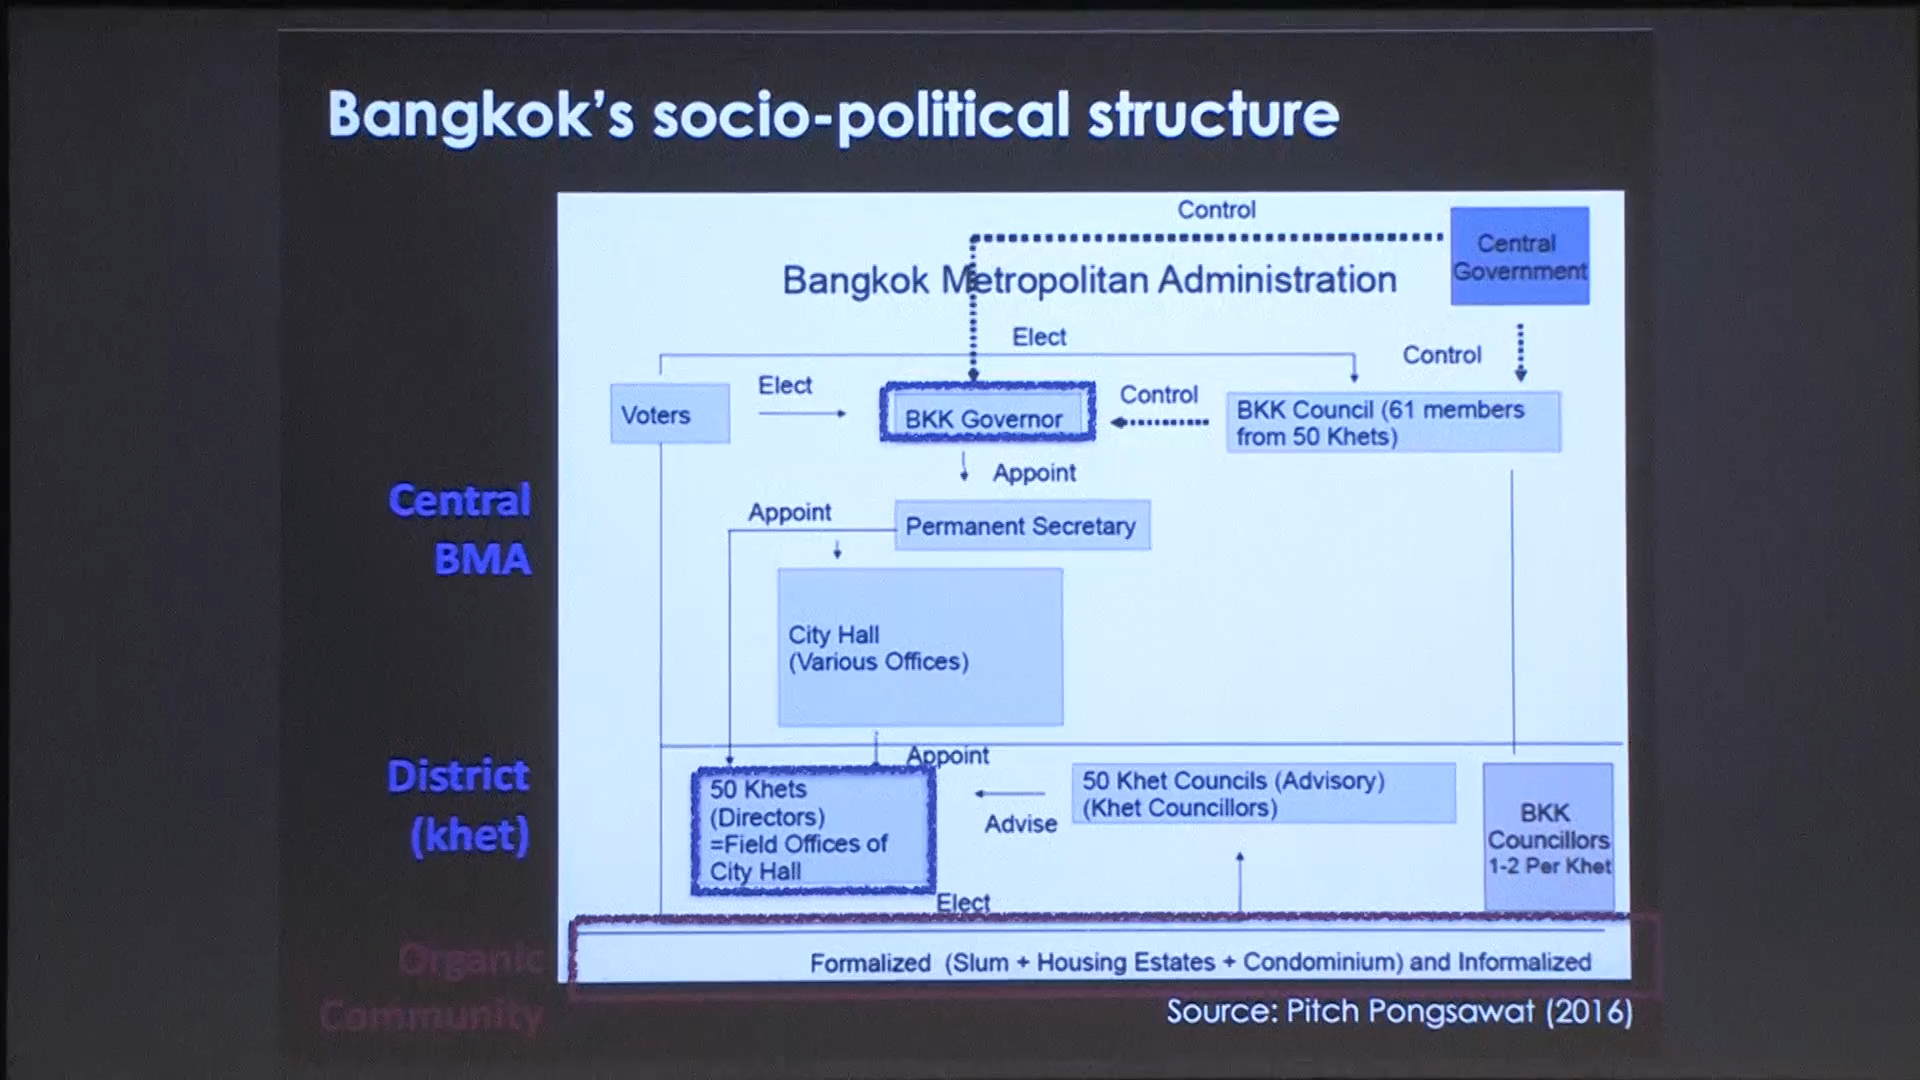 Bangkok's socio-political structure
Control
Central
Government
Bangkok Metropolitan Administration
Elect
Control
Elect
Voters
BKK Governor
Control
BKK Council (61 members
from 50 Khets)
Appoint
Central
BMA
Appoint
Permanent Secretary
City Hall
(Various Offices)
Appoint
District
(khet)
50 Khets
(Directors)
=Field Offices of
City Hall
Advise
50 Khet Councils (Advisory)
(Khet Councillors)
BKK
Councillors
1-2 Per Khet
Elect
Organic
Community
Formalized (Slum + Housing Estates + Condominium) and Informalized
Source: Pitch Pongsawat (2016)